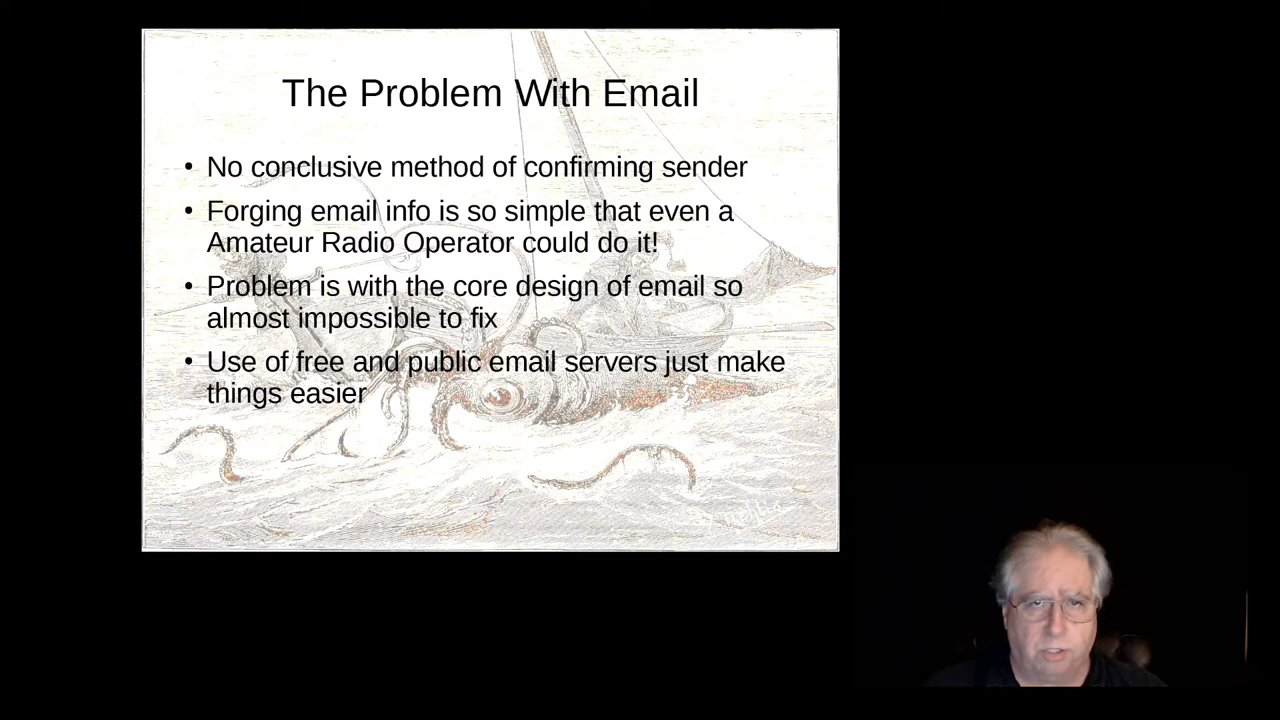 The Problem With Email
• No conclusive method of confirming sender
• Forging email info is so simple that even a
Amateur Radio Operator could do it!
• Problem is with the core design of email so
almost impossible to fix
• Use of free and public email servers just make
things easier